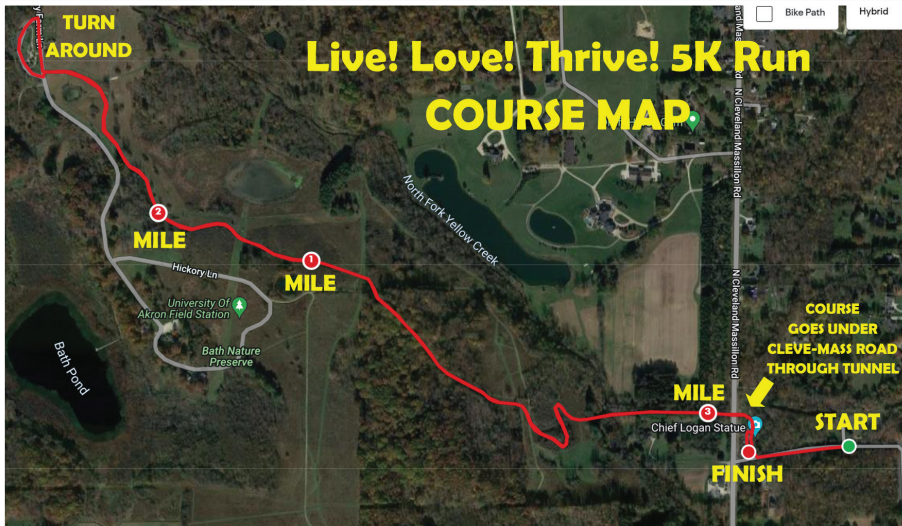 TURN
AROUND
Live! Love! Thrive! 5K Run
COURSE MAP
Bike Path
Hybrid
N Cleveland Massillon Rd
North Fork Yellow Creek
2
MILE
1
MILE
Hickory Ln
University Of
Akron Field Station
Bath Nature
Preserve
Bath Pond
N Cleveland Massillon Rd
COURSE
GOES UNDER
CLEVE-MASS ROAD
THROUGH TUNNEL
MILE
3
Chief Logan Statue
START
FINISH